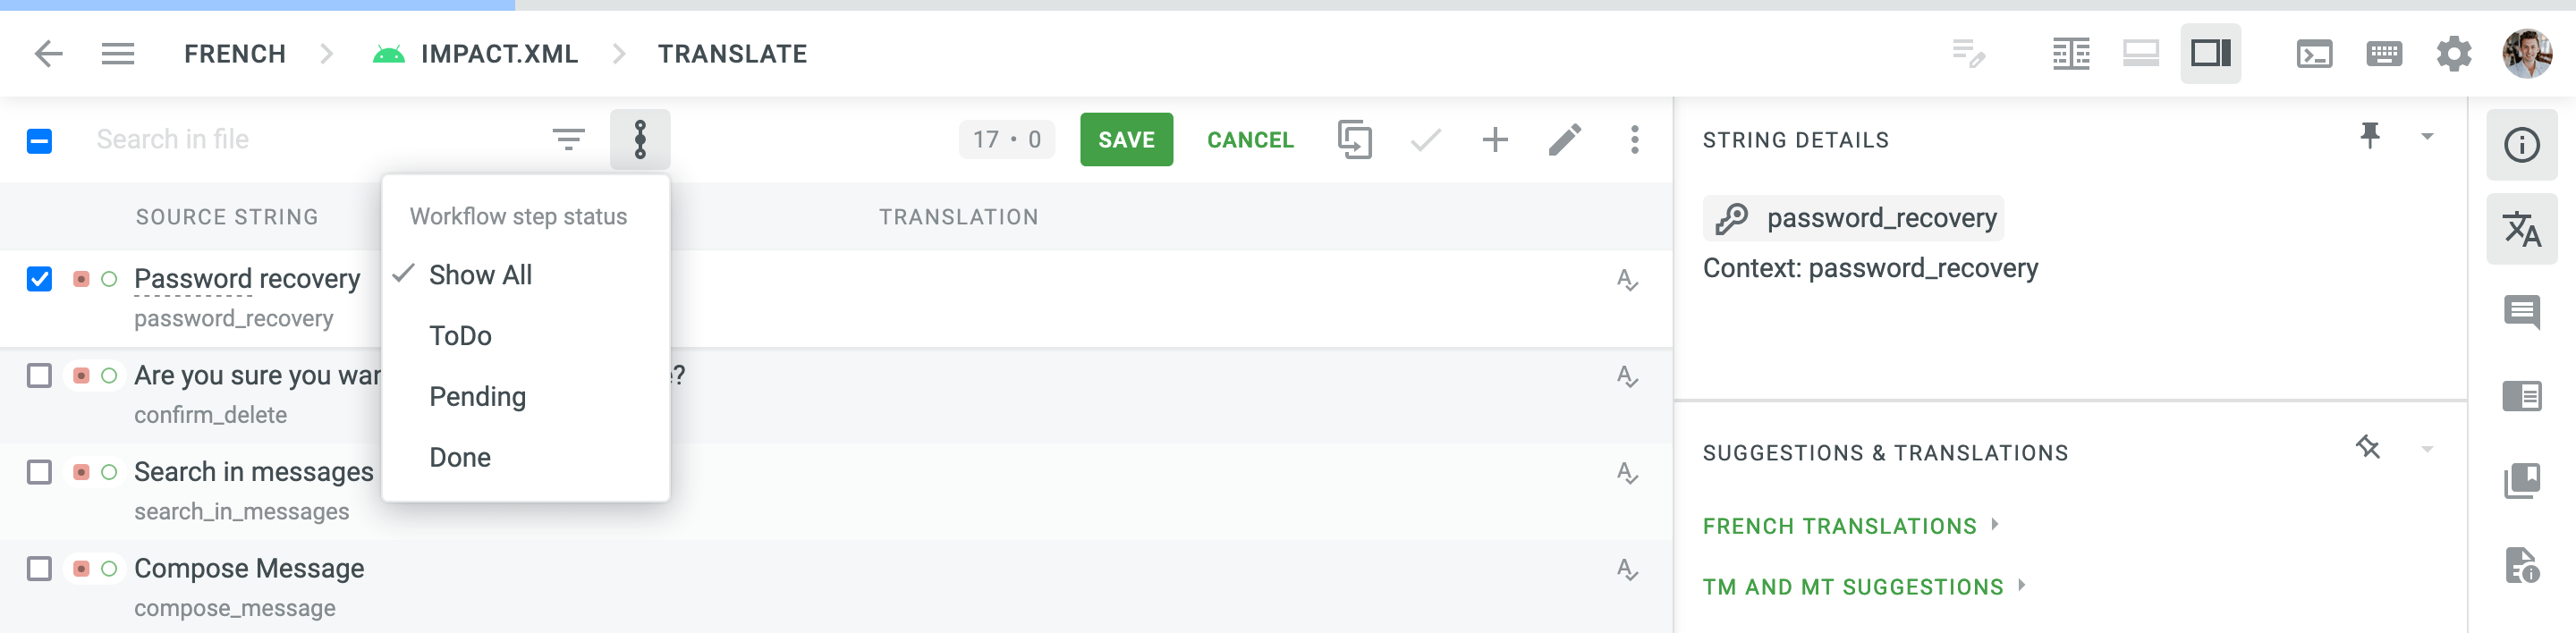 FRENCH IMPACT.XML TRANSLATE
Search in file 17 • 0 SAVE CANCEL
SOURCE STRING TRANSLATION
Workflow step status
Show All
ToDo
Pending
Done
Password recovery
password_recovery
Are you sure you ?
confirm_delete
Search in messages
search_in_messages
Compose Message
compose_message
STRING DETAILS
password_recovery
Context: password_recovery
SUGGESTIONS & TRANSLATIONS
FRENCH TRANSLATIONS
TM AND MT SUGGESTIONS